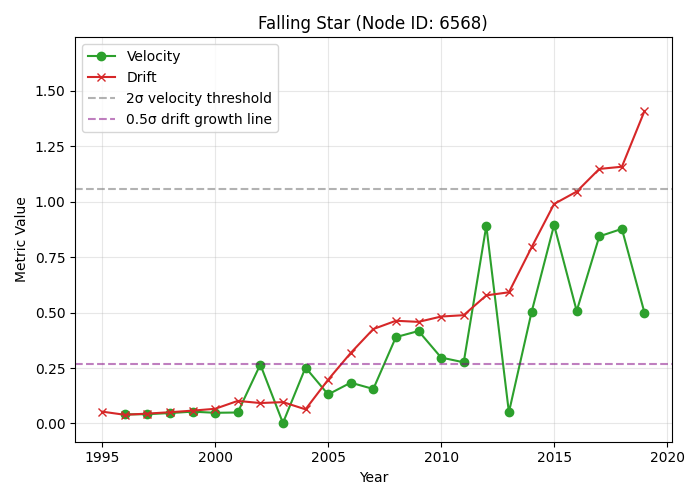 Falling Star (Node ID: 6568)
Velocity
Drift
2σ velocity threshold
0.5σ drift growth line
Metric Value
1.50
1.25
1.00
0.75
0.50
0.25
0.00
1995 2000 2005 2010 2015 2020
Year